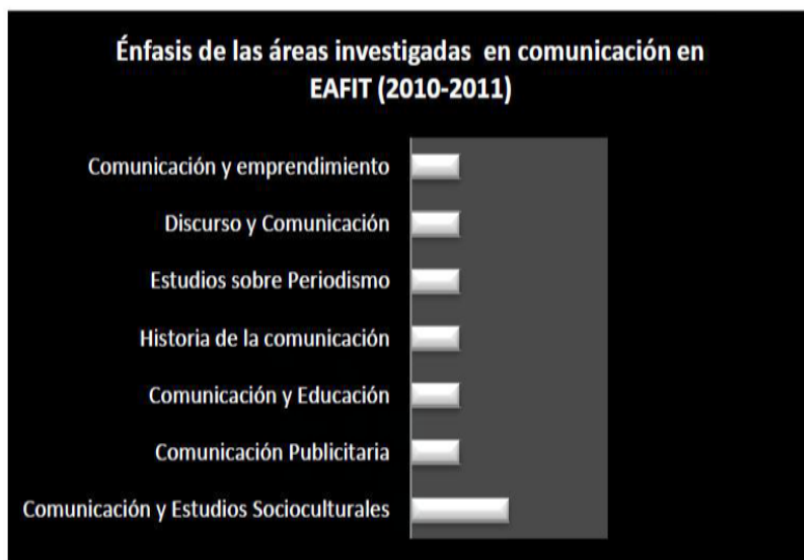 Énfasis de las áreas investigadas en comunicación en
EAFIT (2010-2011)
Comunicación y emprendimiento
Discurso y Comunicación
Estudios sobre Periodismo
Historia de la comunicación
Comunicación y Educación
Comunicación Publicitaria
Comunicación y Estudios Socioculturales